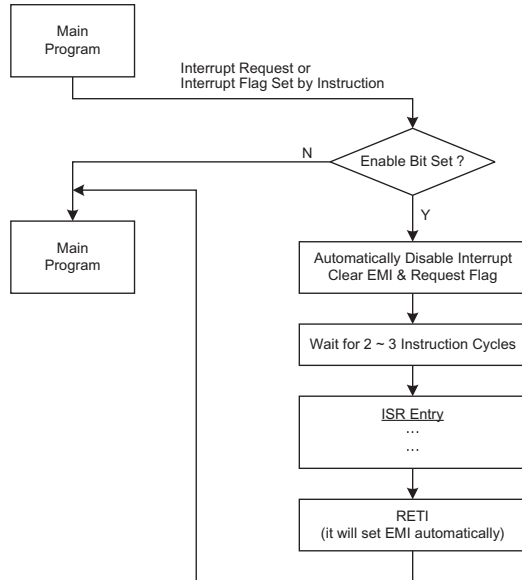 Main
Program
Interrupt Request or
Interrupt Flag Set by Instruction
Enable Bit Set ?
N
Y
Main
Program
Automatically Disable Interrupt
Clear EMI & Request Flag
Wait for 2 ~ 3 Instruction Cycles
ISR Entry
...
...
RETI
(it will set EMI automatically)